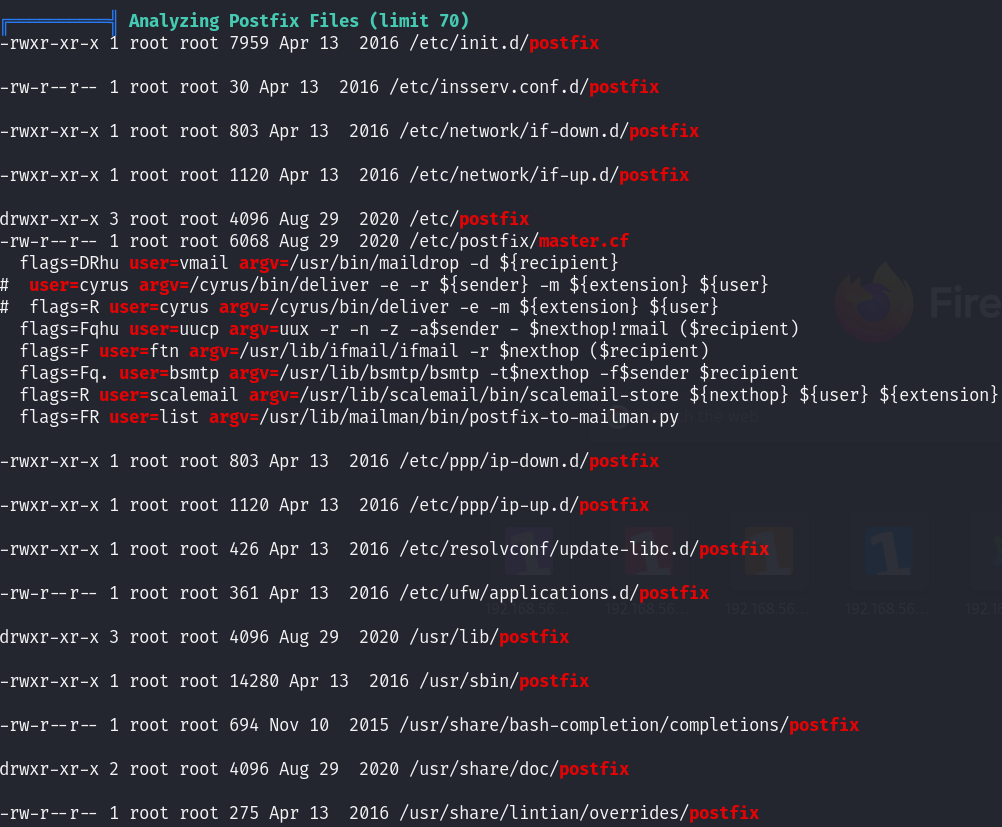 Analyzing Postfix Files (limit 70)
-rwxr-xr-x 1 root root 7959 Apr 13  2016 /etc/init.d/postfix
-rw-r--r-- 1 root root 30 Apr 13  2016 /etc/insserv.conf.d/postfix
-rwxr-xr-x 1 root root 803 Apr 13  2016 /etc/network/if-down.d/postfix
-rwxr-xr-x 1 root root 1120 Apr 13  2016 /etc/network/if-up.d/postfix
drwxr-xr-x 3 root root 4096 Aug 29  2020 /etc/postfix
-rw-r--r-- 1 root root 6068 Aug 29  2020 /etc/postfix/master.cf
  flags=DRhu user=vmail argv=/usr/bin/maildrop -d ${recipient}
#  user=cyrus argv=/cyrus/bin/deliver -e -r ${sender} -m ${extension} ${user}
#  flags=R user=cyrus argv=/cyrus/bin/deliver -e -m ${extension} ${user}
  flags=Fqhu user=uucp argv=uux -r -n -z -a$sender - $nexthop!rmail ($recipient)
  flags=F user=ftn argv=/usr/lib/ifmail/ifmail -r $nexthop ($recipient)
  flags=Fq. user=bsmtp argv=/usr/lib/bsmtp/bsmtp -t$nexthop -f$sender $recipient
  flags=R user=scalemail argv=/usr/lib/scalemail/bin/scalemail-store ${nexthop} ${user} ${extension}
  flags=FR user=list argv=/usr/lib/mailman/bin/postfix-to-mailman.py
-rwxr-xr-x 1 root root 803 Apr 13  2016 /etc/ppp/ip-down.d/postfix
-rwxr-xr-x 1 root root 1120 Apr 13  2016 /etc/ppp/ip-up.d/postfix
-rwxr-xr-x 1 root root 426 Apr 13  2016 /etc/resolvconf/update-libc.d/postfix
-rw-r--r-- 1 root root 361 Apr 13  2016 /etc/ufw/applications.d/postfix
drwxr-xr-x 3 root root 4096 Aug 29  2020 /usr/lib/postfix
-rwxr-xr-x 1 root root 14280 Apr 13  2016 /usr/sbin/postfix
-rw-r--r-- 1 root root 694 Nov 10  2015 /usr/share/bash-completion/completions/postfix
drwxr-xr-x 2 root root 4096 Aug 29  2020 /usr/share/doc/postfix
-rw-r--r-- 1 root root 275 Apr 13  2016 /usr/share/lintian/overrides/postfix
Fire
192.168.56...
192.168.56...
192.168.56...
192.168.56...